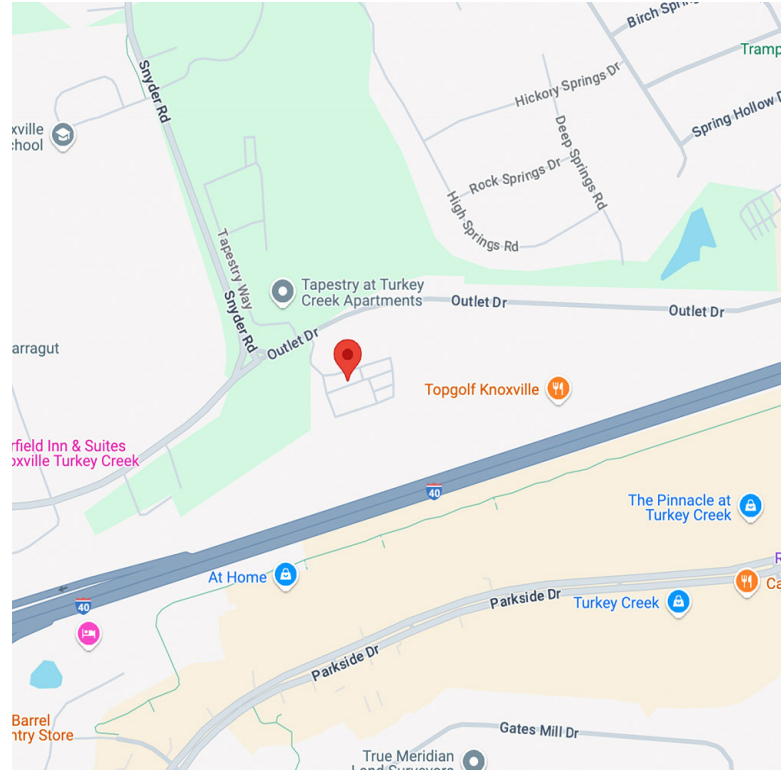 Birch Spring
Tramp
Snyder Rd
Hickory Springs Dr
xville
chool
Spring Hollow D
Deep Springs Rd
Rock Springs Dr
High Springs Rd
Tapestry Way
Tapestry at Turkey
Creek Apartments
Snyder Rd
Outlet Dr
Outlet Dr
Outlet Dr
arragut
Topgolf Knoxville
rfield Inn & Suites
oxville Turkey Creek
40
The Pinnacle at
Turkey Creek
At Home
R
Ca
40
Parkside Dr
Turkey Creek
Parkside Dr
Barrel
ntry Store
Gates Mill Dr
True Meridian
Land Surveyors